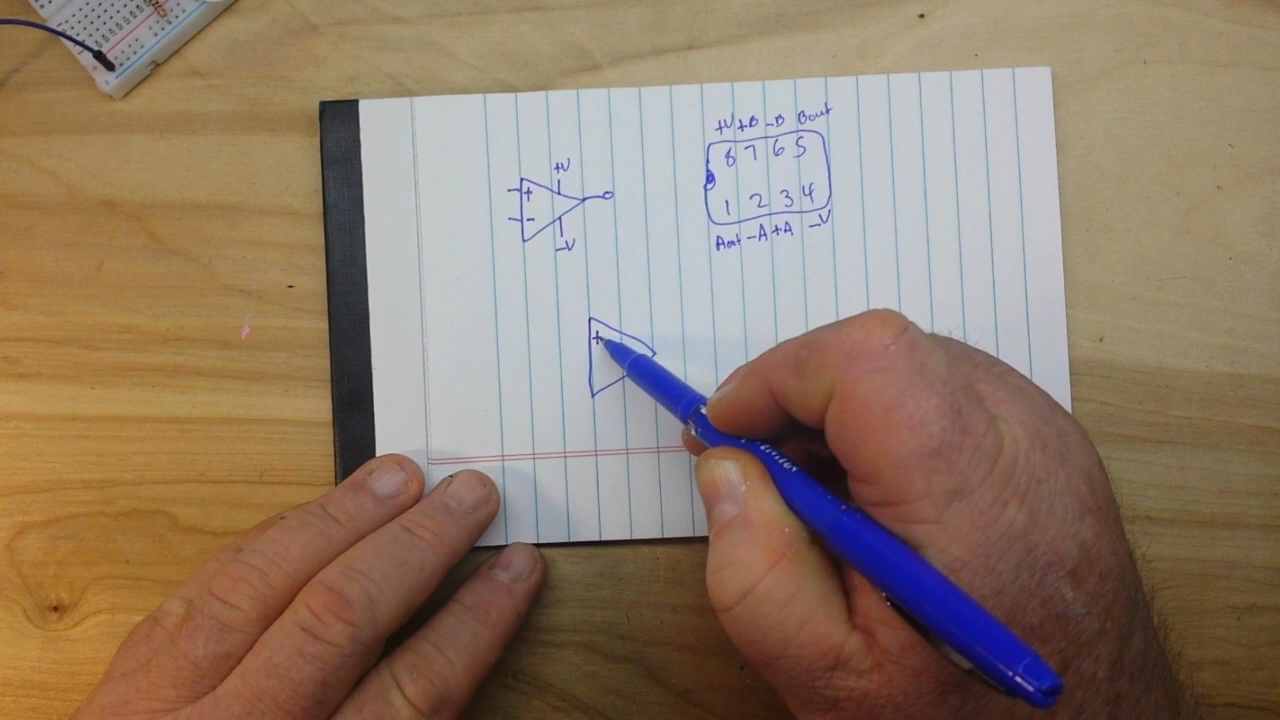 +V
+
-
-V
+V +B -B Bout
8 7 6 5
1 2 3 4
Aout -A +A -V
+